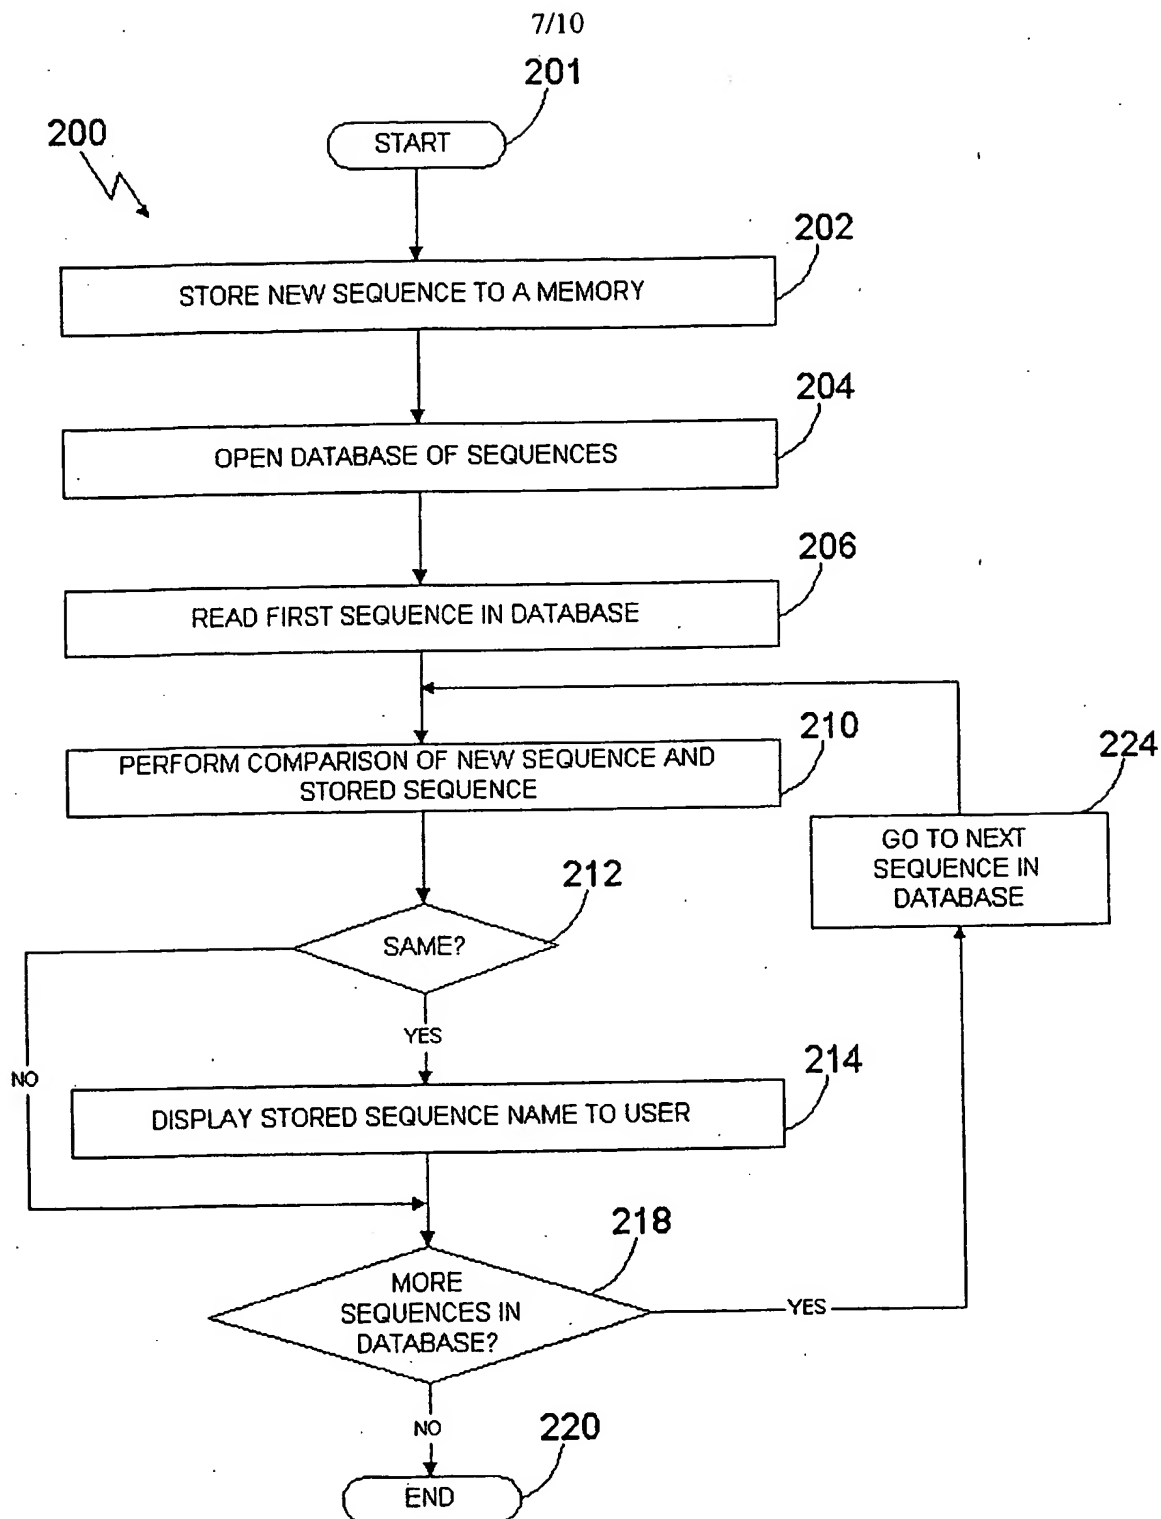 7/10
201
200
START
202
STORE NEW SEQUENCE TO A MEMORY
204
OPEN DATABASE OF SEQUENCES
206
READ FIRST SEQUENCE IN DATABASE
210
PERFORM COMPARISON OF NEW SEQUENCE AND
STORED SEQUENCE
224
GO TO NEXT
SEQUENCE IN
DATABASE
212
SAME?
YES
NO
214
DISPLAY STORED SEQUENCE NAME TO USER
218
MORE
SEQUENCES IN
DATABASE?
YES
NO
220
END